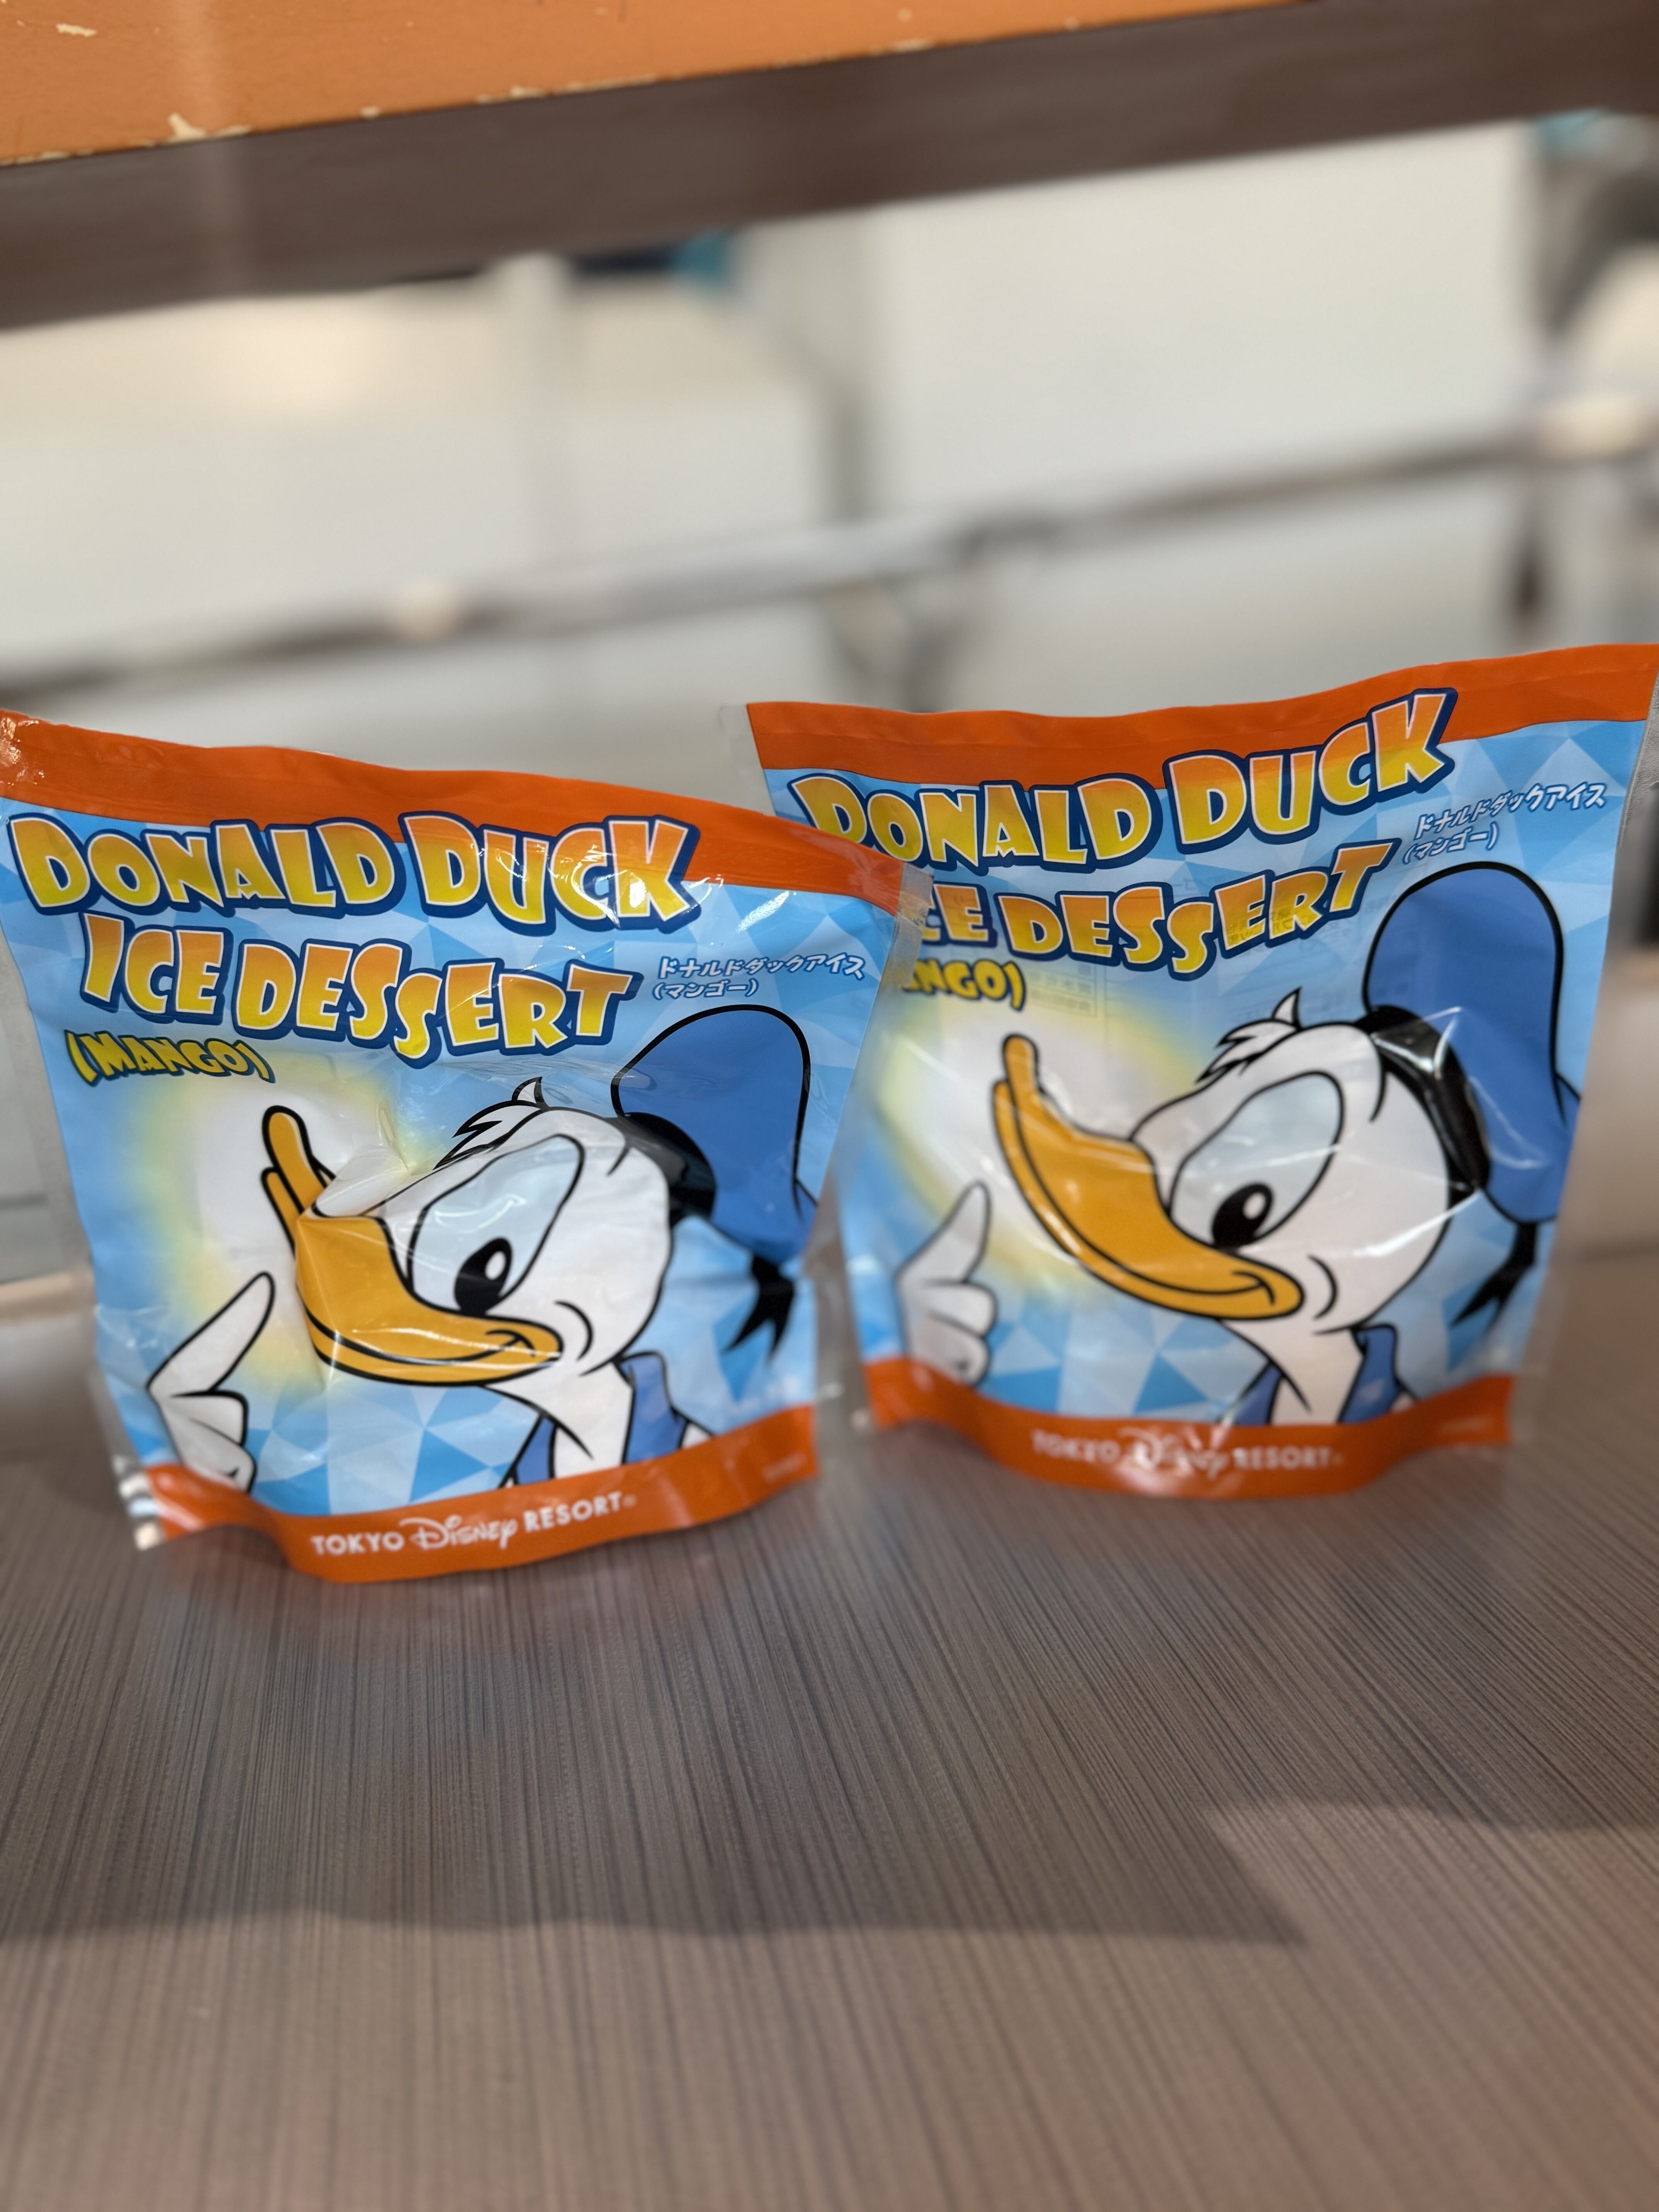 DONALD DUCK
ICE DESSERT
(MANGO)
ドナルドダックアイス
(マンゴー)
TOKYO Disney RESORT®
DONALD DUCK
ICE DESSERT
ドナルドダックアイス
(マンゴー)
TOKYO Disney RESORT®